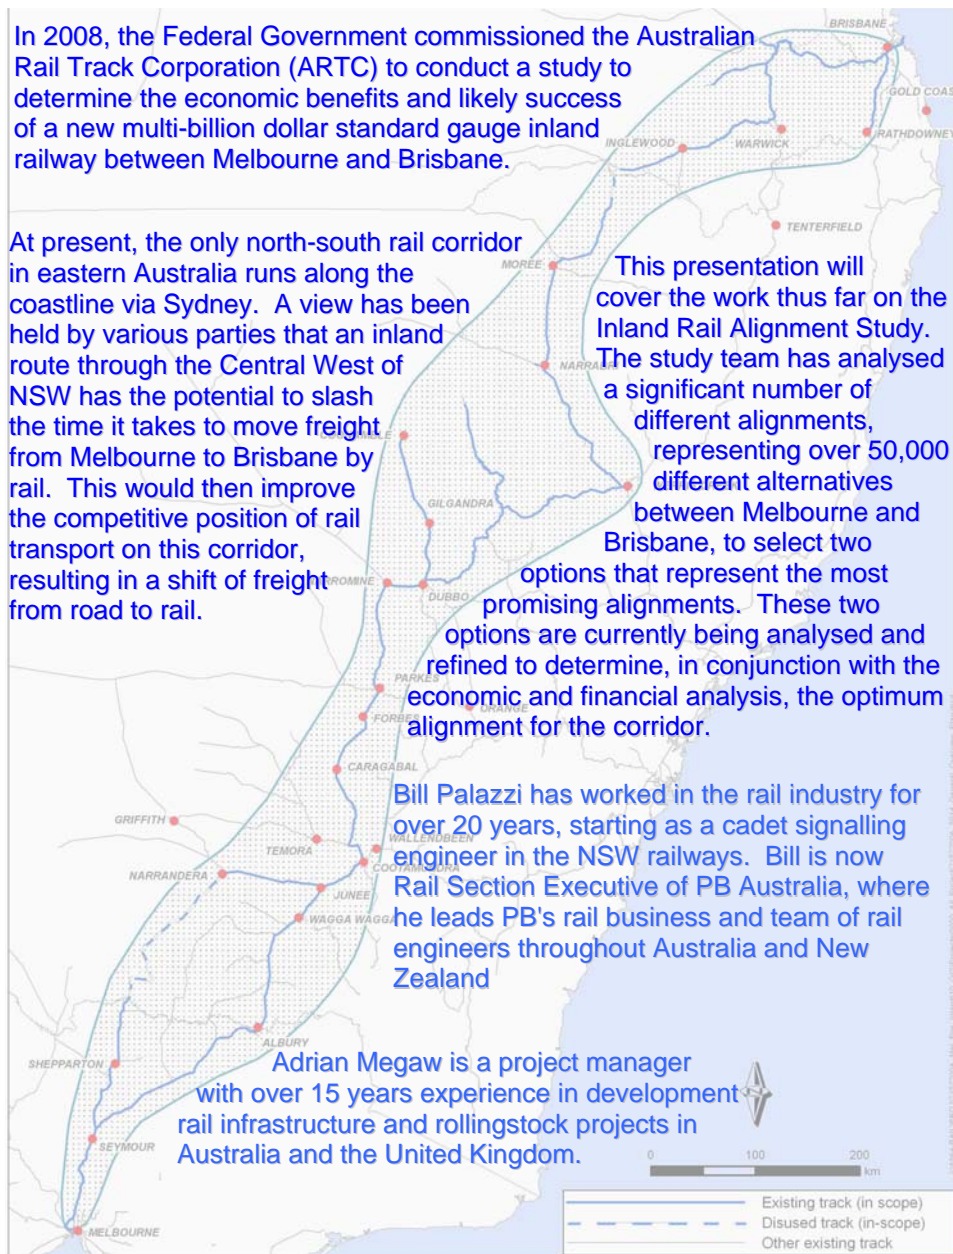 BRISBANE
In 2008, the Federal Government commissioned the Australian
Rail Track Corporation (ARTC) to conduct a study to
determine the economic benefits and likely success
of a new multi-billion dollar standard gauge inland
railway between Melbourne and Brisbane.
GOLD COAS
RATHDOWNEY
INGLEWOOD
WARWICK
TENTERFIELD
At present, the only north-south rail corridor
in eastern Australia runs along the
coastline via Sydney. A view has been
held by various parties that an inland
route through the Central West of
NSW has the potential to slash
the time it takes to move freight
from Melbourne to Brisbane by
rail. This would then improve
the competitive position of rail
transport on this corridor,
resulting in a shift of freight
from road to rail.
MOREE
This presentation will
cover the work thus far on the
Inland Rail Alignment Study.
The study team has analysed
a significant number of
different alignments,
representing over 50,000
different alternatives
between Melbourne and
Brisbane, to select two
options that represent the most
promising alignments. These two
options are currently being analysed and
refined to determine, in conjunction with the
economic and financial analysis, the optimum
alignment for the corridor.
GILGANDRA
DUBBO
PARKES
ORANGE
FORBES
CARAGABAL
Bill Palazzi has worked in the rail industry for
over 20 years, starting as a cadet signalling
engineer in the NSW railways. Bill is now
Rail Section Executive of PB Australia, where
he leads PB's rail business and team of rail
engineers throughout Australia and New
Zealand
GRIFFITH
TEMORA
WALLENDBEEN
COOTAMUNDRA
NARRANDERA
JUNEE
WAGGA WAGGA
ALBURY
SHEPPARTON
Adrian Megaw is a project manager
with over 15 years experience in development
rail infrastructure and rollingstock projects in
Australia and the United Kingdom.
SEYMOUR
MELBOURNE
0 100 200
km
Existing track (in scope)
Disused track (in-scope)
Other existing track